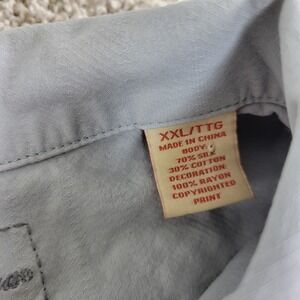 XXL/TTG
MADE IN CHINA
BODY:
70% SILK
30% COTTON
DECORATION:
100% RAYON
COPYRIGHTED
PRINT